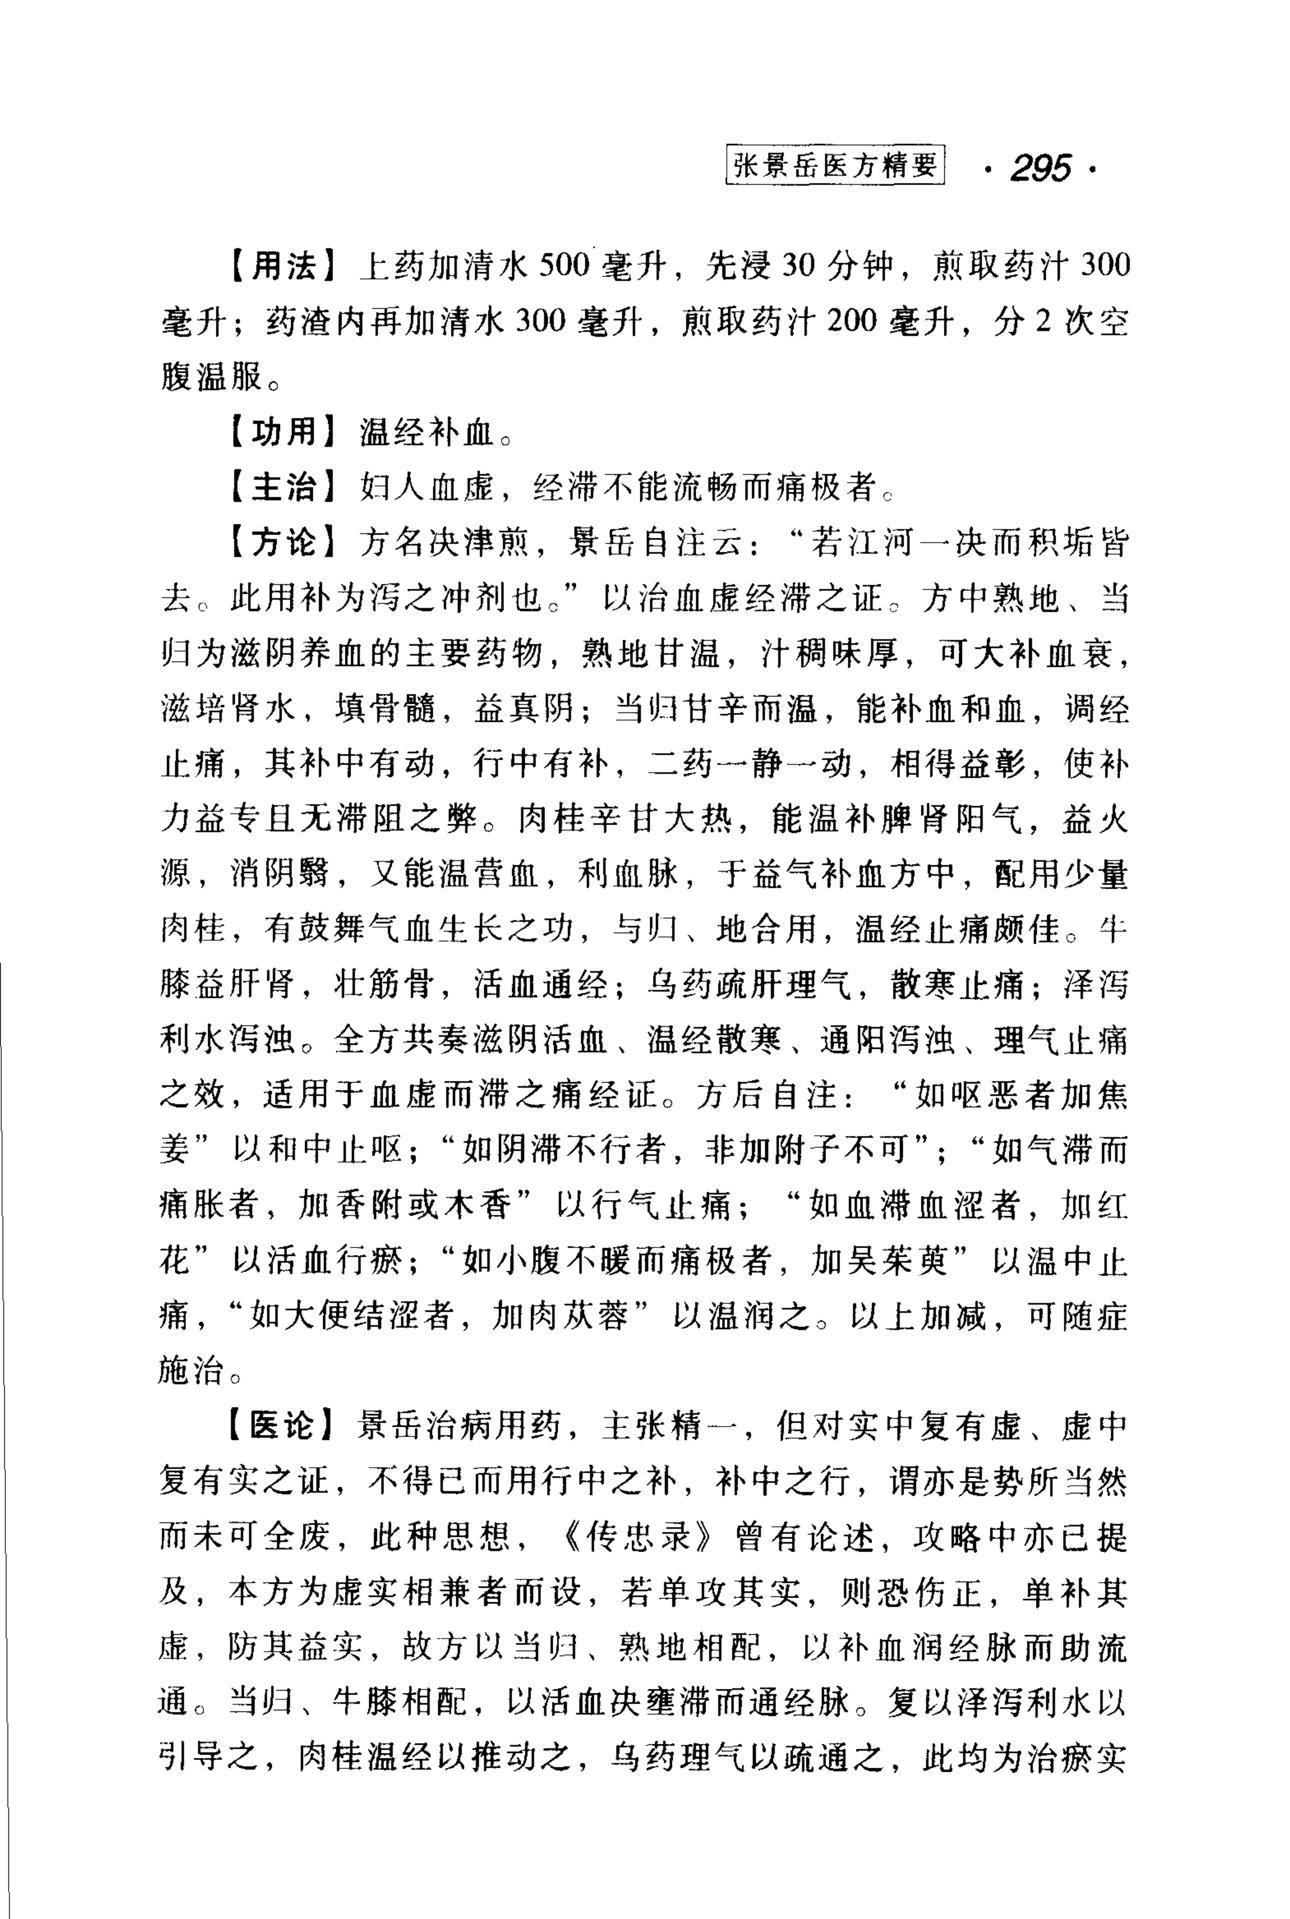 张景岳医方精要 · 295 ·
【用法】上药加清水 500 毫升，先浸 30 分钟，煎取药汁 300
毫升；药渣内再加清水 300 毫升，煎取药汁 200 毫升，分 2 次空
腹温服。
【功用】温经补血。
【主治】妇人血虚，经滞不能流畅而痛极者。
【方论】方名决津煎，景岳自注云：“若江河一决而积垢皆
去。此用补为泻之冲剂也。”以治血虚经滞之证。方中熟地、当
归为滋阴养血的主要药物，熟地甘温，汁稠味厚，可大补血衰，
滋培肾水，填骨髓，益真阴；当归甘辛而温，能补血和血，调经
止痛，其补中有动，行中有补，二药一静一动，相得益彰，使补
力益专且无滞阻之弊。肉桂辛甘大热，能温补脾肾阳气，益火
源，消阴翳，又能温营血，利血脉，于益气补血方中，配用少量
肉桂，有鼓舞气血生长之功，与归、地合用，温经止痛颇佳。牛
膝益肝肾，壮筋骨，活血通经；乌药疏肝理气，散寒止痛；泽泻
利水泻浊。全方共奏滋阴活血、温经散寒、通阳泻浊、理气止痛
之效，适用于血虚而滞之痛经证。方后自注：“如呕恶者加焦
姜”以和中止呕；“如阴滞不行者，非加附子不可”；“如气滞而
痛胀者，加香附或木香”以行气止痛；“如血滞血涩者，加红
花”以活血行瘀；“如小腹不暖而痛极者，加吴茱萸”以温中止
痛，“如大便结涩者，加肉苁蓉”以温润之。以上加减，可随症
施治。
【医论】景岳治病用药，主张精一，但对实中复有虚、虚中
复有实之证，不得已而用行中之补，补中之行，谓亦是势所当然
而未可全废，此种思想，《传忠录》曾有论述，攻略中亦已提
及，本方为虚实相兼者而设，若单攻其实，则恐伤正，单补其
虚，防其益实，故方以当归、熟地相配，以补血润经脉而助流
通。当归、牛膝相配，以活血决壅滞而通经脉。复以泽泻利水以
引导之，肉桂温经以推动之，乌药理气以疏通之，此均为治瘀实